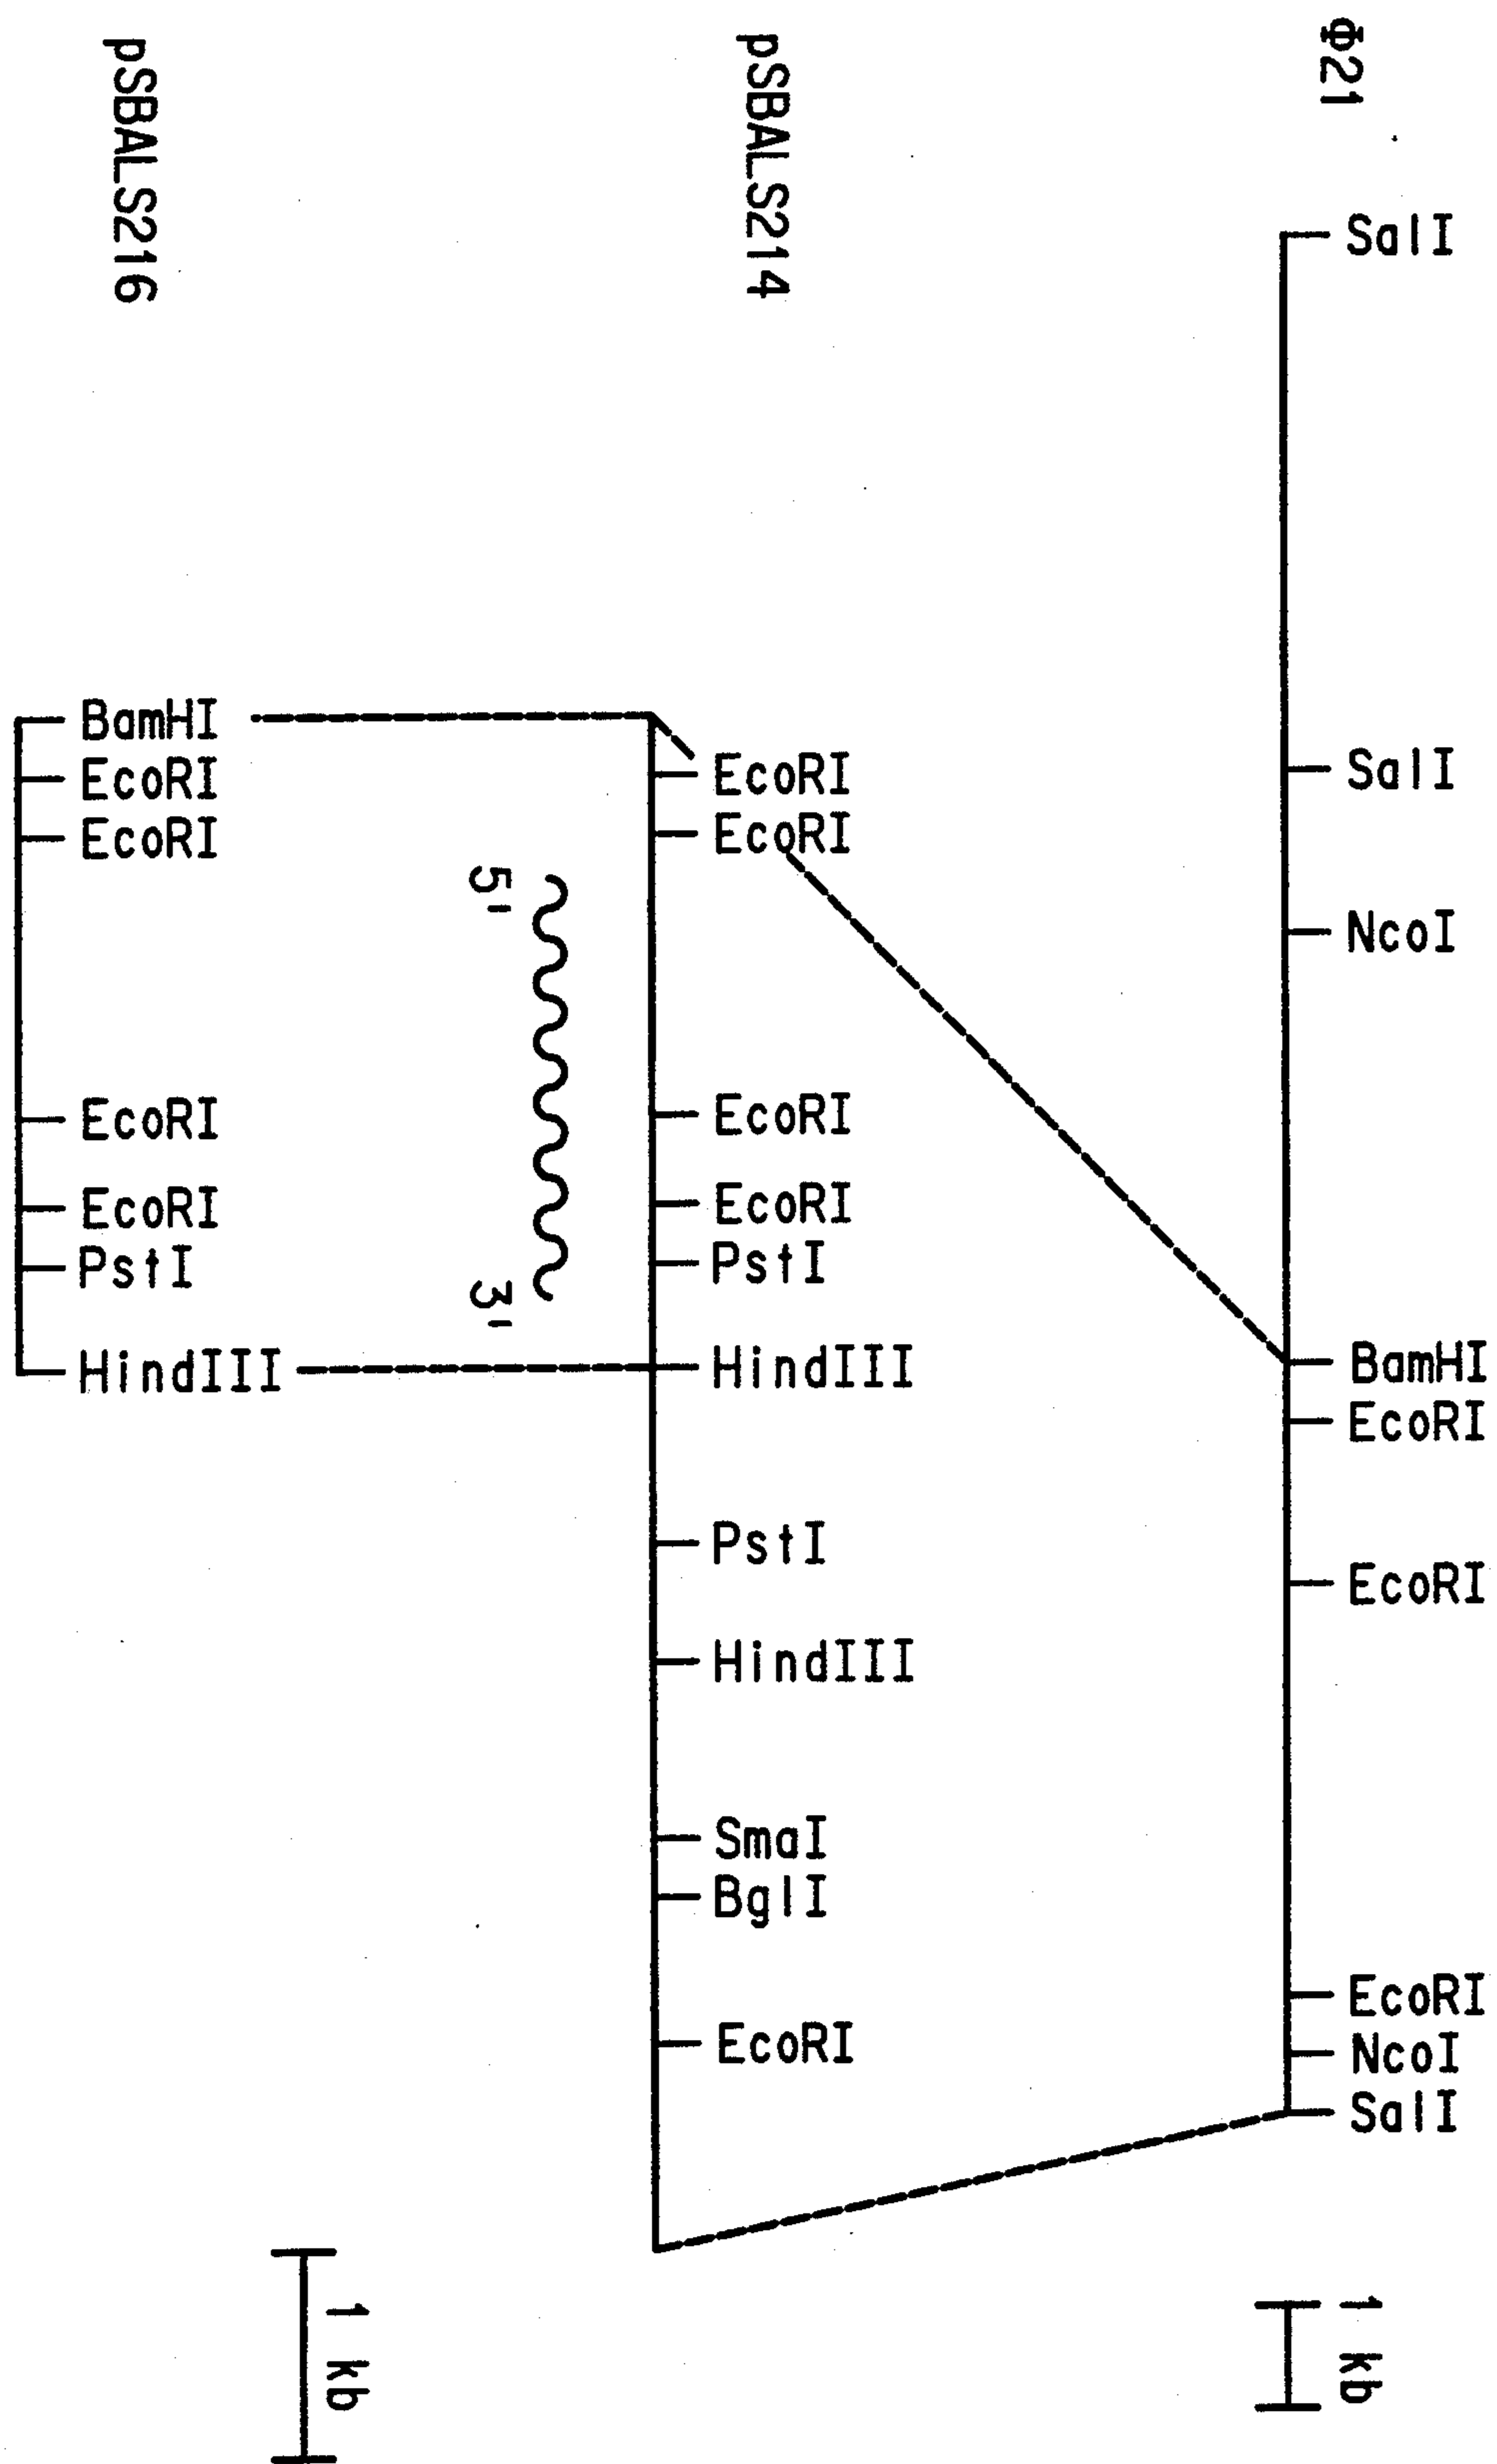 Φ21
SalI
SalI
NcoI
BamHI
EcoRI
EcoRI
EcoRI
NcoI
SalI
1 kb
pSBALS214
EcoRI
EcoRI
EcoRI
EcoRI
PstI
HindIII
PstI
HindIII
SmaI
BglI
EcoRI
5'
3'
1 kb
pSBALS216
BamHI
EcoRI
EcoRI
EcoRI
EcoRI
PstI
HindIII